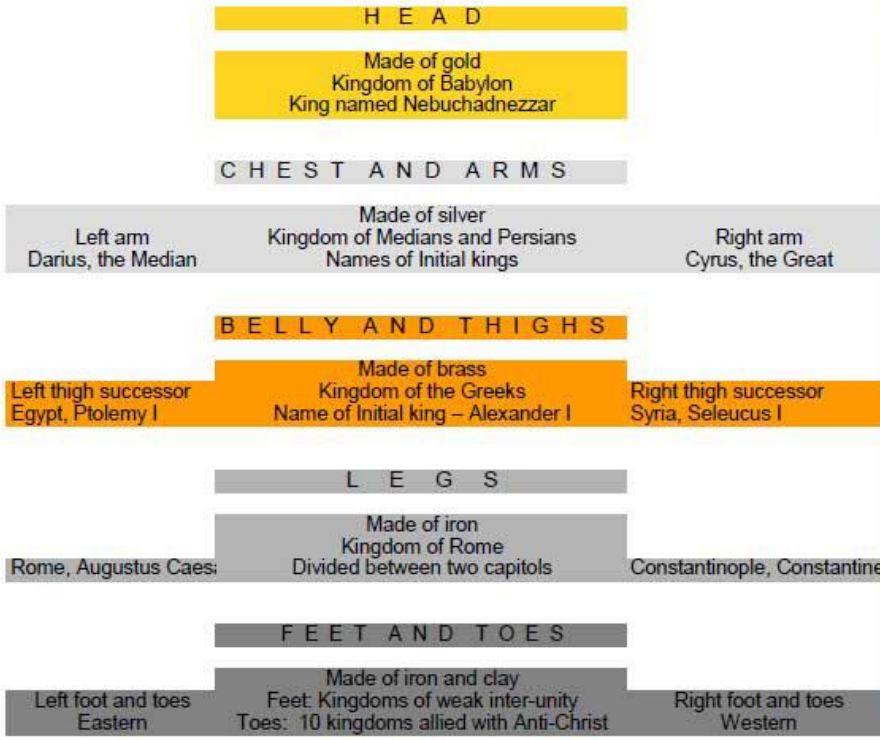 H E A D
Made of gold
Kingdom of Babylon
King named Nebuchadnezzar
C H E S T A N D A R M S
Made of silver
Left arm Kingdom of Medians and Persians Right arm
Darius, the Median Names of Initial kings Cyrus, the Great
B E L L Y A N D T H I G H S
Made of brass
Left thigh successor Kingdom of the Greeks Right thigh successor
Egypt, Ptolemy I Name of Initial king – Alexander I Syria, Seleucus I
L E G S
Made of iron
Kingdom of Rome
Rome, Augustus Caesa Divided between two capitols Constantinople, Constantine
F E E T A N D T O E S
Made of iron and clay
Left foot and toes Feet: Kingdoms of weak inter-unity Right foot and toes
Eastern Toes: 10 kingdoms allied with Anti-Christ Western